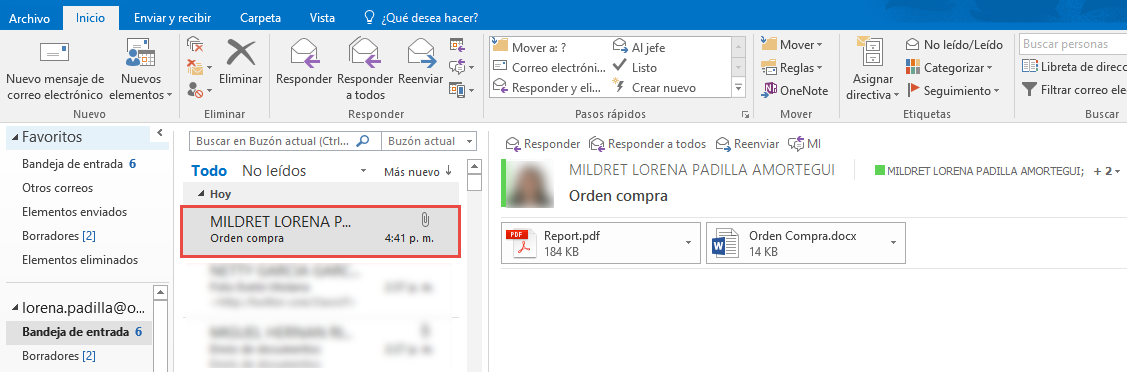 Archivo Inicio Enviar y recibir Carpeta Vista ¿Qué desea hacer?
Nuevo mensaje de correo electrónico
Nuevos elementos
Nuevo
Eliminar
Eliminar
Responder
Responder a todos
Reenviar
Responder
Mover a: ?
Correo electróni...
Responder y eli...
Al jefe
Listo
Crear nuevo
Pasos rápidos
Mover
Reglas
OneNote
Mover
Asignar directiva
No leído/Leído
Categorizar
Seguimiento
Etiquetas
Buscar personas
Libreta de direcc
Filtrar correo ele
Buscar
Favoritos
Bandeja de entrada 6
Otros correos
Elementos enviados
Borradores [2]
Elementos eliminados
lorena.padilla@o...
Bandeja de entrada 6
Borradores [2]
Buscar en Buzón actual (Ctrl... Buzón actual
Todo No leídos Más nuevo
Hoy
MILDRET LORENA P...
Orden compra 4:41 p. m.
Responder Responder a todos Reenviar MI
MILDRET LORENA PADILLA AMORTEGUI
MILDRET LORENA PADILLA AMORTEGUI; + 2
Orden compra
PDF
Report.pdf
184 KB
Orden Compra.docx
14 KB